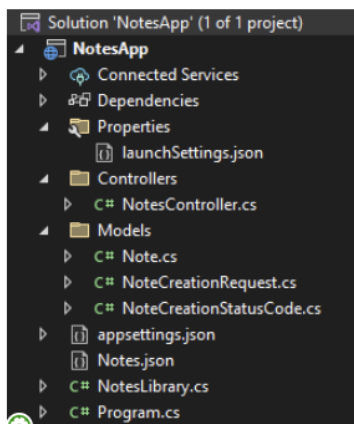 Solution 'NotesApp' (1 of 1 project)
NotesApp
Connected Services
Dependencies
Properties
launchSettings.json
Controllers
C# NotesController.cs
Models
C# Note.cs
C# NoteCreationRequest.cs
C# NoteCreationStatusCode.cs
appsettings.json
Notes.json
C# NotesLibrary.cs
C# Program.cs